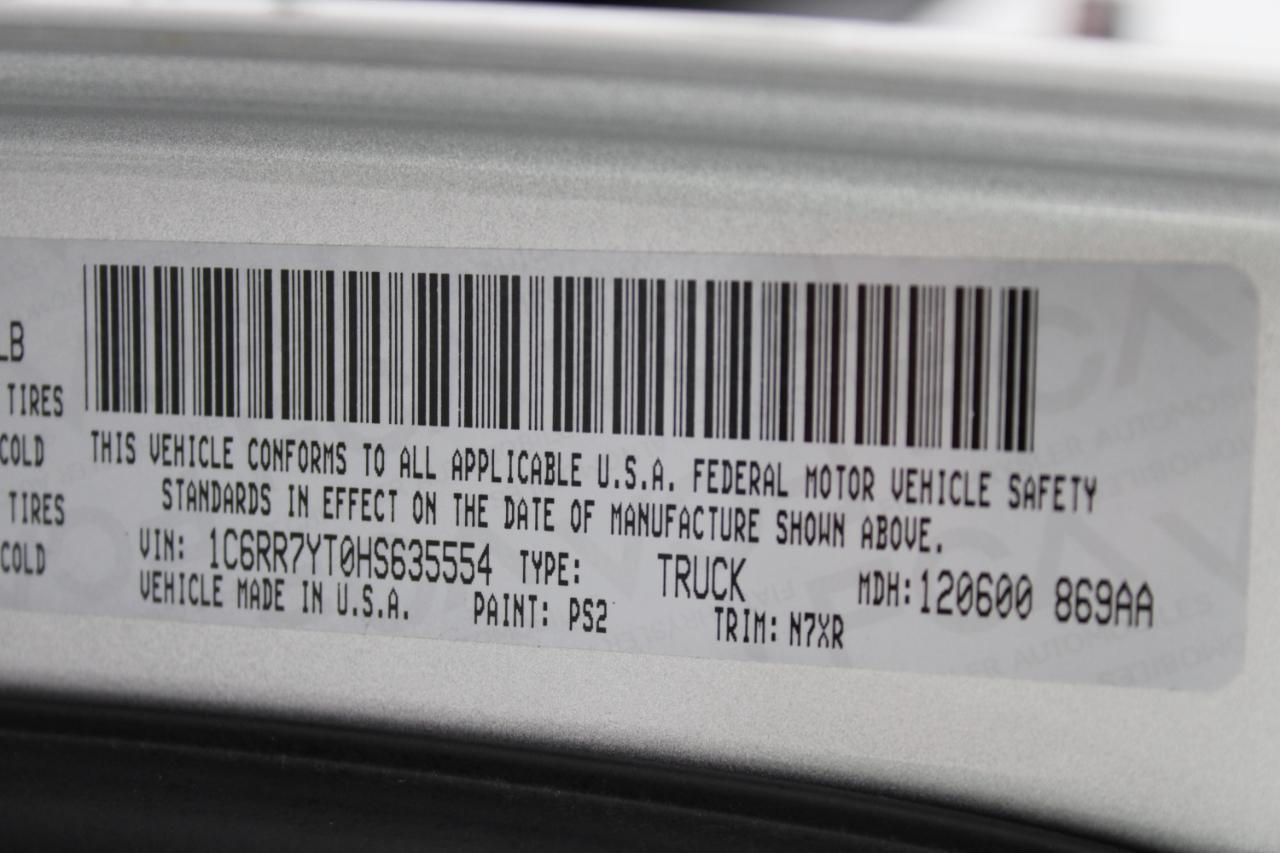 LB
TIRES
COLD
TIRES
COLD
THIS VEHICLE CONFORMS TO ALL APPLICABLE U.S.A. FEDERAL MOTOR VEHICLE SAFETY
STANDARDS IN EFFECT ON THE DATE OF MANUFACTURE SHOWN ABOVE.
VIN: 1C6RR7YT0HS635554 TYPE: TRUCK MDH:120600 869AA
VEHICLE MADE IN U.S.A. PAINT: PS2 TRIM: N7XR